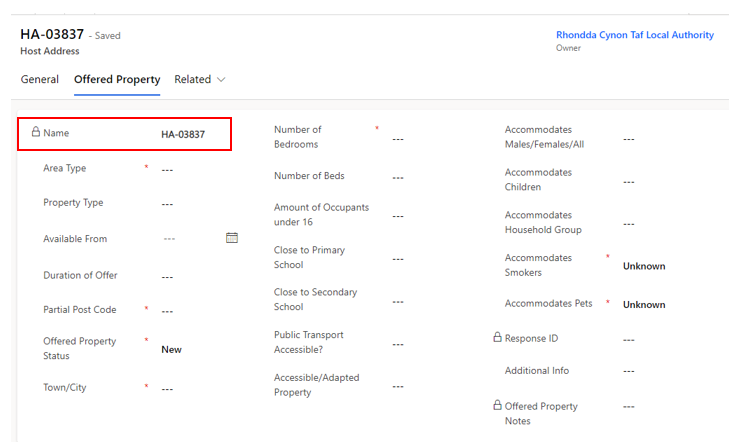 HA-03837 - Saved
Host Address
Rhondda Cynon Taf Local Authority
Owner
General Offered Property Related
Name HA-03837
Area Type * ---
Property Type ---
Available From ---
Duration of Offer ---
Partial Post Code * ---
Offered Property
Status * New
Town/City * ---
Number of
Bedrooms * ---
Number of Beds ---
Amount of Occupants
under 16 ---
Close to Primary
School ---
Close to Secondary
School ---
Public Transport
Accessible? ---
Accessible/Adapted
Property ---
Accommodates
Males/Females/All ---
Accommodates
Children ---
Accommodates
Household Group ---
Accommodates
Smokers * Unknown
Accommodates Pets * Unknown
Response ID ---
Additional Info ---
Offered Property
Notes ---